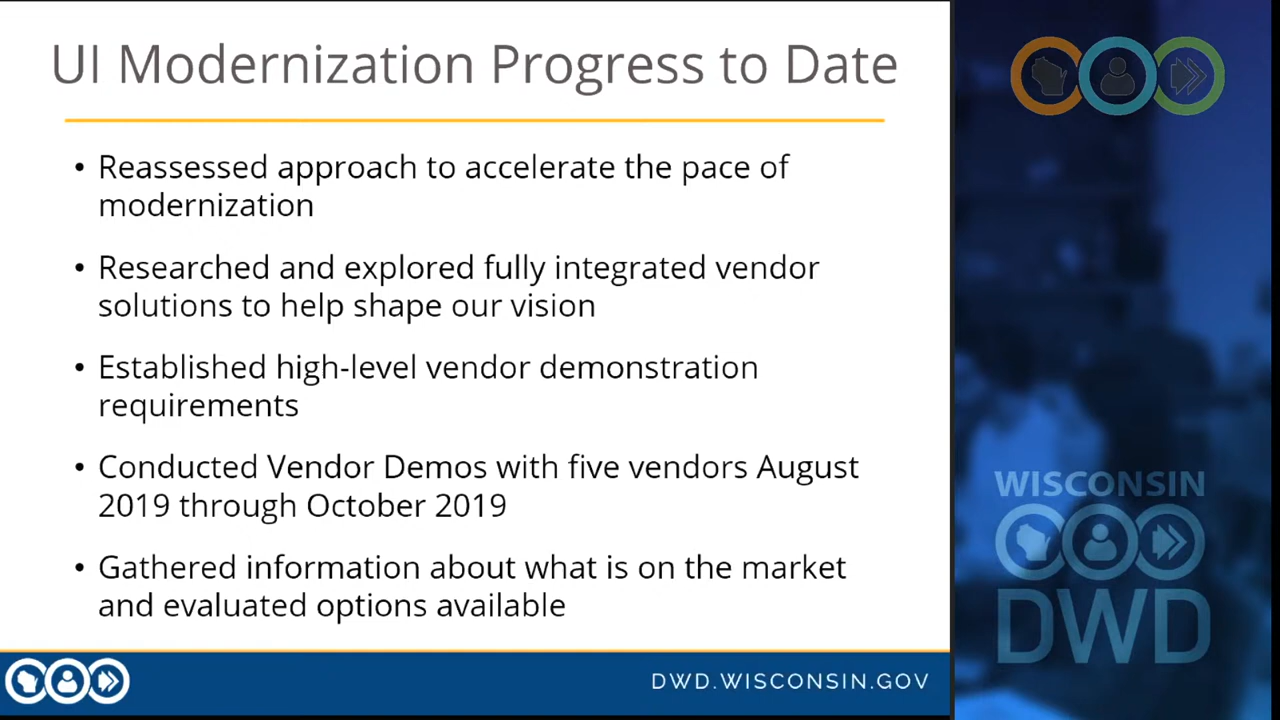 UI Modernization Progress to Date
• Reassessed approach to accelerate the pace of
modernization
• Researched and explored fully integrated vendor
solutions to help shape our vision
• Established high-level vendor demonstration
requirements
• Conducted Vendor Demos with five vendors August
2019 through October 2019
• Gathered information about what is on the market
and evaluated options available
DWD.WISCONSIN.GOV
WISCONSIN
DWD